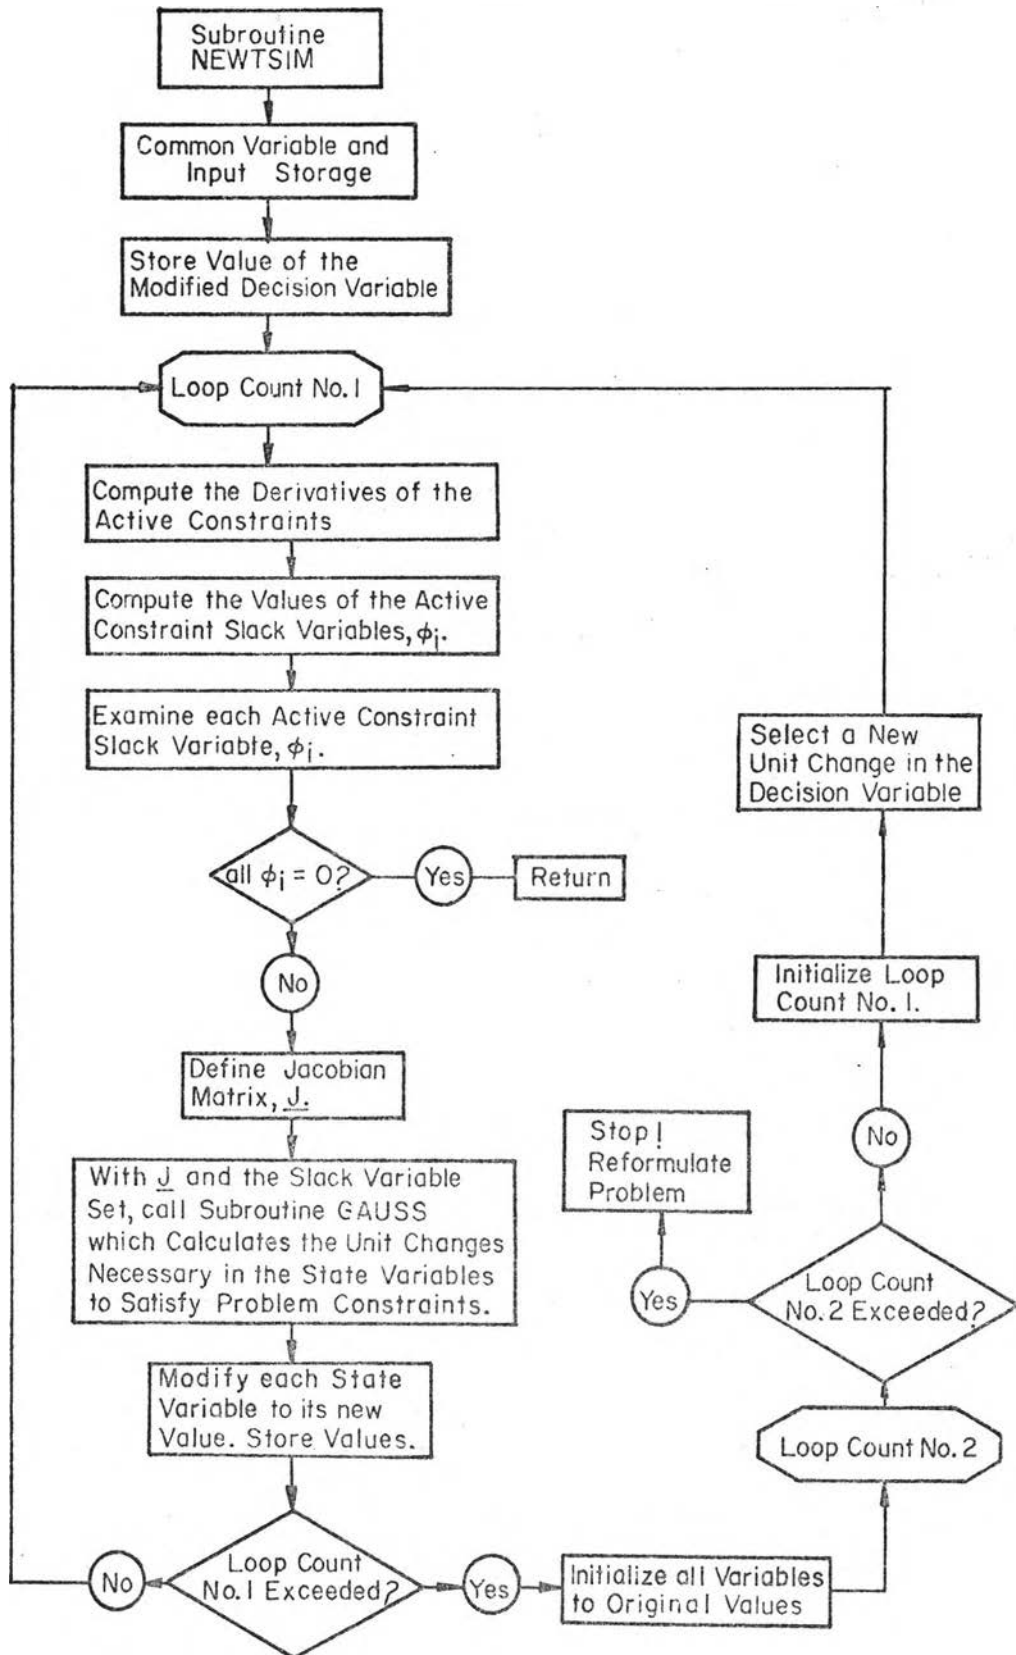 Subroutine
NEWTSIM
Common Variable and
Input Storage
Store Value of the
Modified Decision Variable
Loop Count No. 1
Compute the Derivatives of the
Active Constraints
Compute the Values of the Active
Constraint Slack Variables, ϕi.
Examine each Active Constraint
Slack Variable, ϕi.
all ϕi = 0?
Yes
Return
No
Define Jacobian
Matrix, J.
With J and the Slack Variable
Set, call Subroutine GAUSS
which Calculates the Unit Changes
Necessary in the State Variables
to Satisfy Problem Constraints.
Modify each State
Variable to its new
Value. Store Values.
Loop Count
No. 1 Exceeded?
No
Yes
Initialize all Variables
to Original Values
Loop Count No. 2
Loop Count
No. 2 Exceeded?
Yes
Stop!
Reformulate
Problem
No
Initialize Loop
Count No. 1.
Select a New
Unit Change in the
Decision Variable